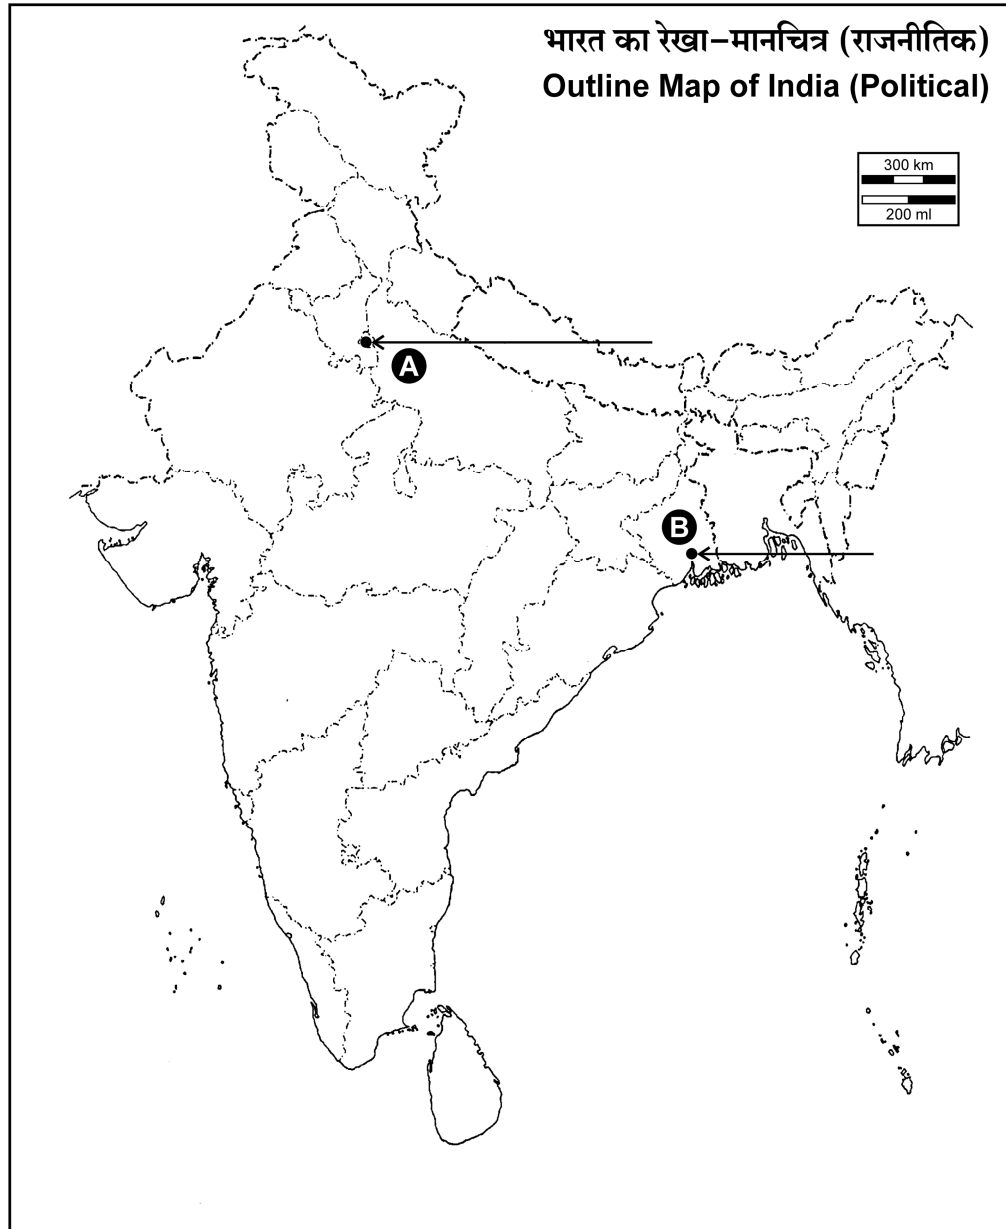 भारत का रेखा-मानचित्र (राजनीतिक)
Outline Map of India (Political)
300 km
200 ml
A
B